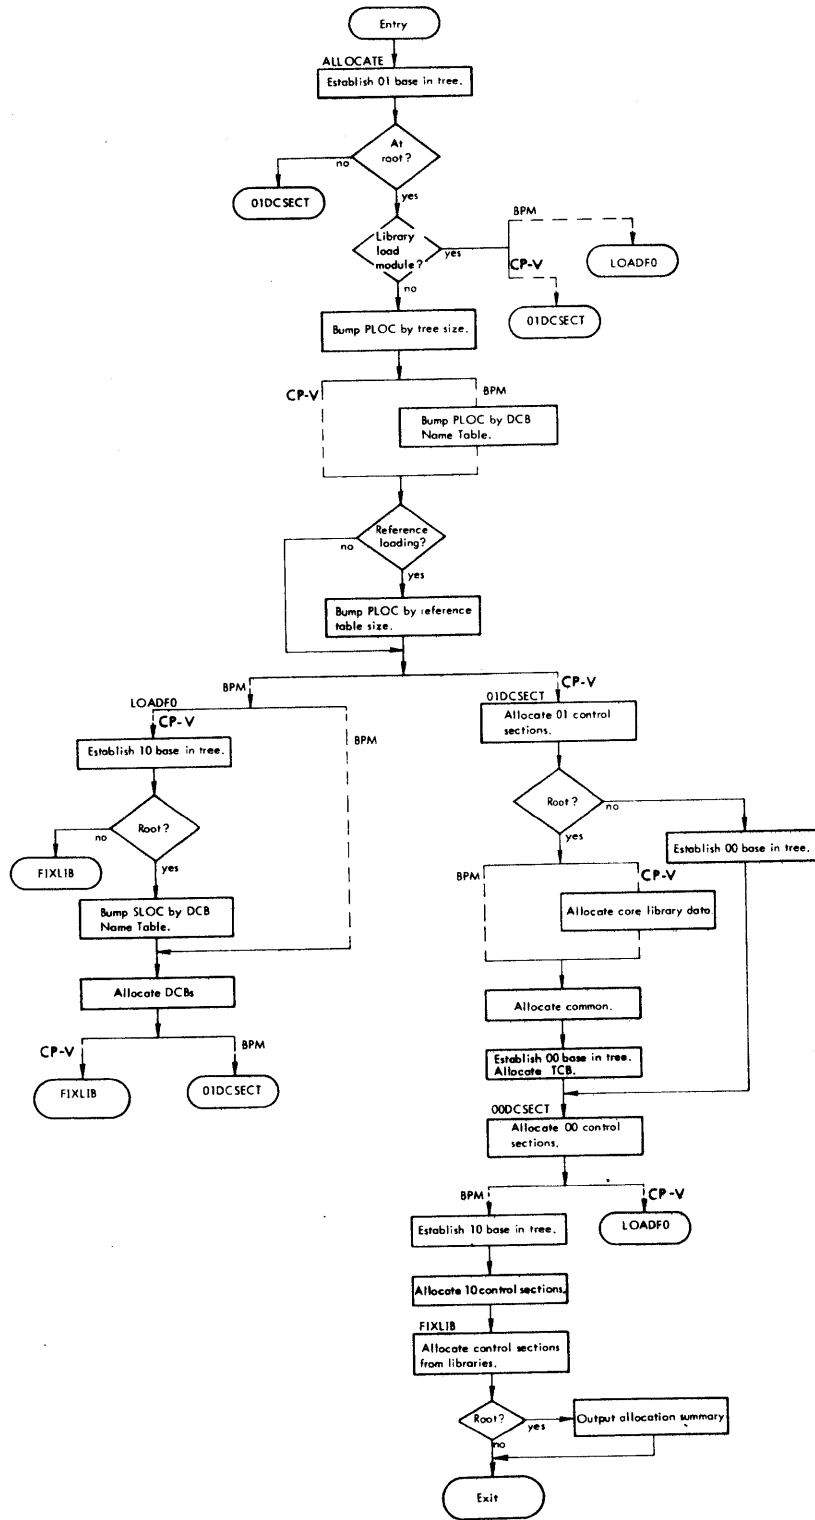 Entry
ALLOCATE
Establish 01 base in tree.
At
root?
no
yes
01DCSECT
Library
load
module?
yes
no
BPM
LOADF0
CP-V
01DCSECT
Bump PLOC by tree size.
CP-V
BPM
Bump PLOC by DCB
Name Table.
Reference
loading?
no
yes
Bump PLOC by reference
table size.
BPM
CP-V
LOADF0
CP-V
BPM
Establish 10 base in tree.
Root?
no
yes
FIXLIB
Bump SLOC by DCB
Name Table.
Allocate DCBs
CP-V
BPM
FIXLIB
01DCSECT
01DCSECT
Allocate 01 control
sections.
Root?
no
yes
Establish 00 base in tree.
BPM
CP-V
Allocate core library data.
Allocate common.
Establish 00 base in tree.
Allocate TCB.
00DCSECT
Allocate 00 control
sections.
BPM
CP-V
LOADF0
Establish 10 base in tree.
Allocate 10 control sections.
FIXLIB
Allocate control sections
from libraries.
Root?
yes
no
Output allocation summary
Exit